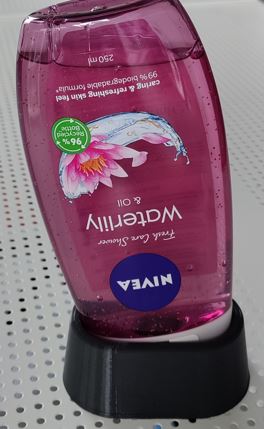 NIVEA
Fresh Care Shower
Waterlily
& Oil
96%
Recycled
Bottle
caring & refreshing skin feel
99% biodegradable formula*
250 ml